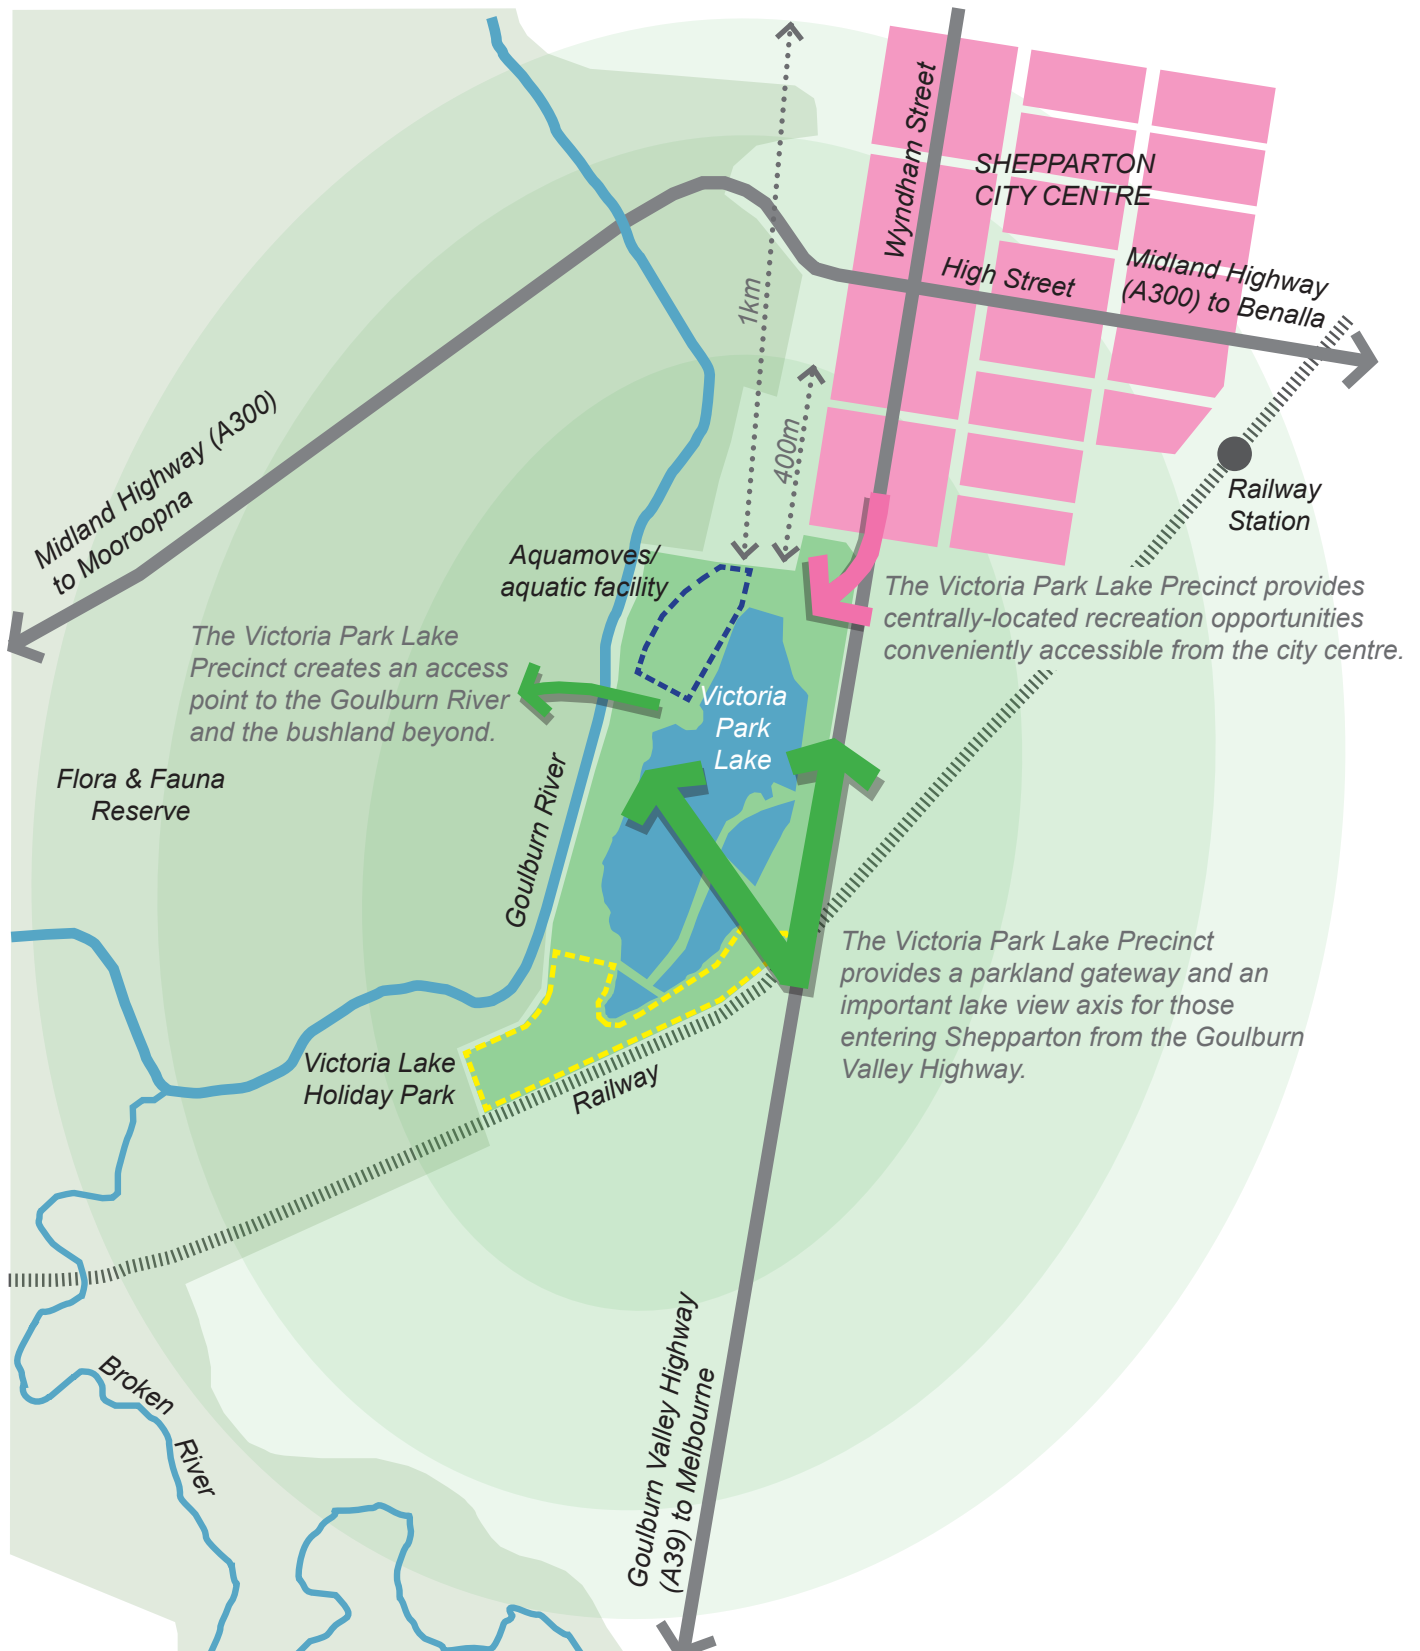 Wyndham Street
SHEPPARTON
CITY CENTRE
High Street
Midland Highway
(A300) to Benalla
1km
400m
Midland Highway (A300)
to Mooroopna
Railway
Station
Aquamoves/
aquatic facility
The Victoria Park Lake Precinct provides
centrally-located recreation opportunities
conveniently accessible from the city centre.
The Victoria Park Lake
Precinct creates an access
point to the Goulburn River
and the bushland beyond.
Victoria
Park
Lake
Flora & Fauna
Reserve
Goulburn River
The Victoria Park Lake Precinct
provides a parkland gateway and an
important lake view axis for those
entering Shepparton from the Goulburn
Valley Highway.
Victoria Lake
Holiday Park
Railway
Goulburn Valley Highway
(A39) to Melbourne
Broken
River